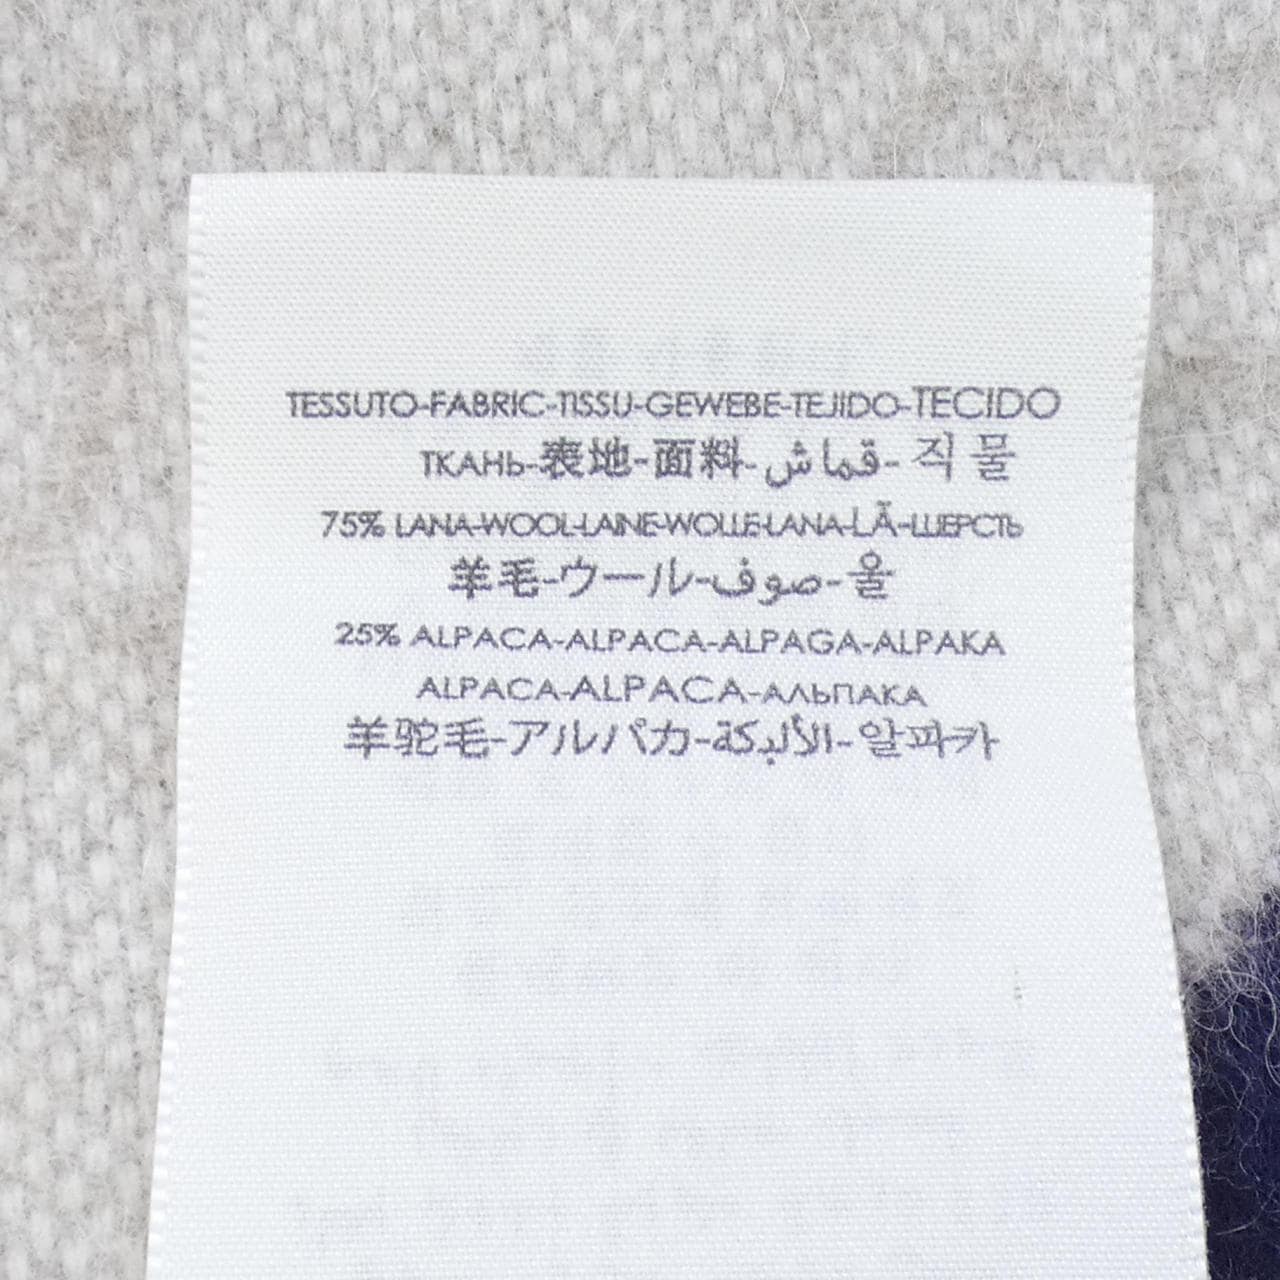 TESSUTO-FABRIC-TISSU-GEWEBE-TEJIDO-TECIDO
ТКАНЬ-表地-面料-قماش-직물
75% LANA-WOOL-LAINE-WOLLE-LANA-LÃ-ШЕРСТЬ
羊毛-ウール-صوف-울
25% ALPACA-ALPACA-ALPAGA-ALPAKA
ALPACA-ALPACA-АЛЬПАКА
羊驼毛-アルパカ-الألبكة-알파카